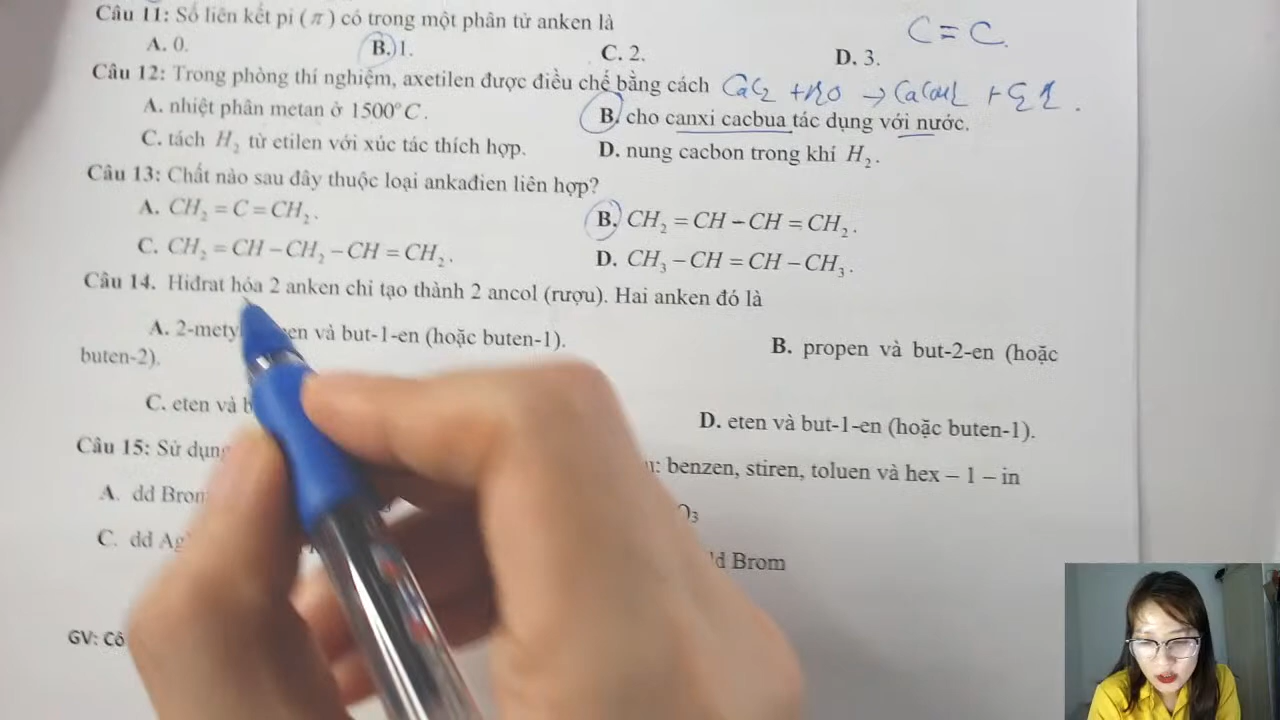 Câu 11: Số liên kết pi (π) có trong một phân tử anken là
C = C
A. 0. B. 1. C. 2. D. 3.
Câu 12: Trong phòng thí nghiệm, axetilen được điều chế bằng cách CaC2 + H2O →
A. nhiệt phân metan ở 1500°C. B. cho canxi cacbua tác dụng với nước.
C. tách H2 từ etilen với xúc tác thích hợp. D. nung cacbon trong khí H2.
Câu 13: Chất nào sau đây thuộc loại ankađien liên hợp?
A. CH2 = C = CH2. B. CH2 = CH – CH = CH2.
C. CH2 = CH – CH2 – CH = CH2. D. CH3 – CH = CH – CH3.
Câu 14. Hiđrat hóa 2 anken chỉ tạo thành 2 ancol (rượu). Hai anken đó là
A. 2-mety en và but-1-en (hoặc buten-1). B. propen và but-2-en (hoặc
buten-2).
C. eten và b D. eten và but-1-en (hoặc buten-1).
Câu 15: Sử dụng : benzen, stiren, toluen và hex – 1 – in
A. dd Brom O3
C. dd Ag dd Brom
GV: Cô